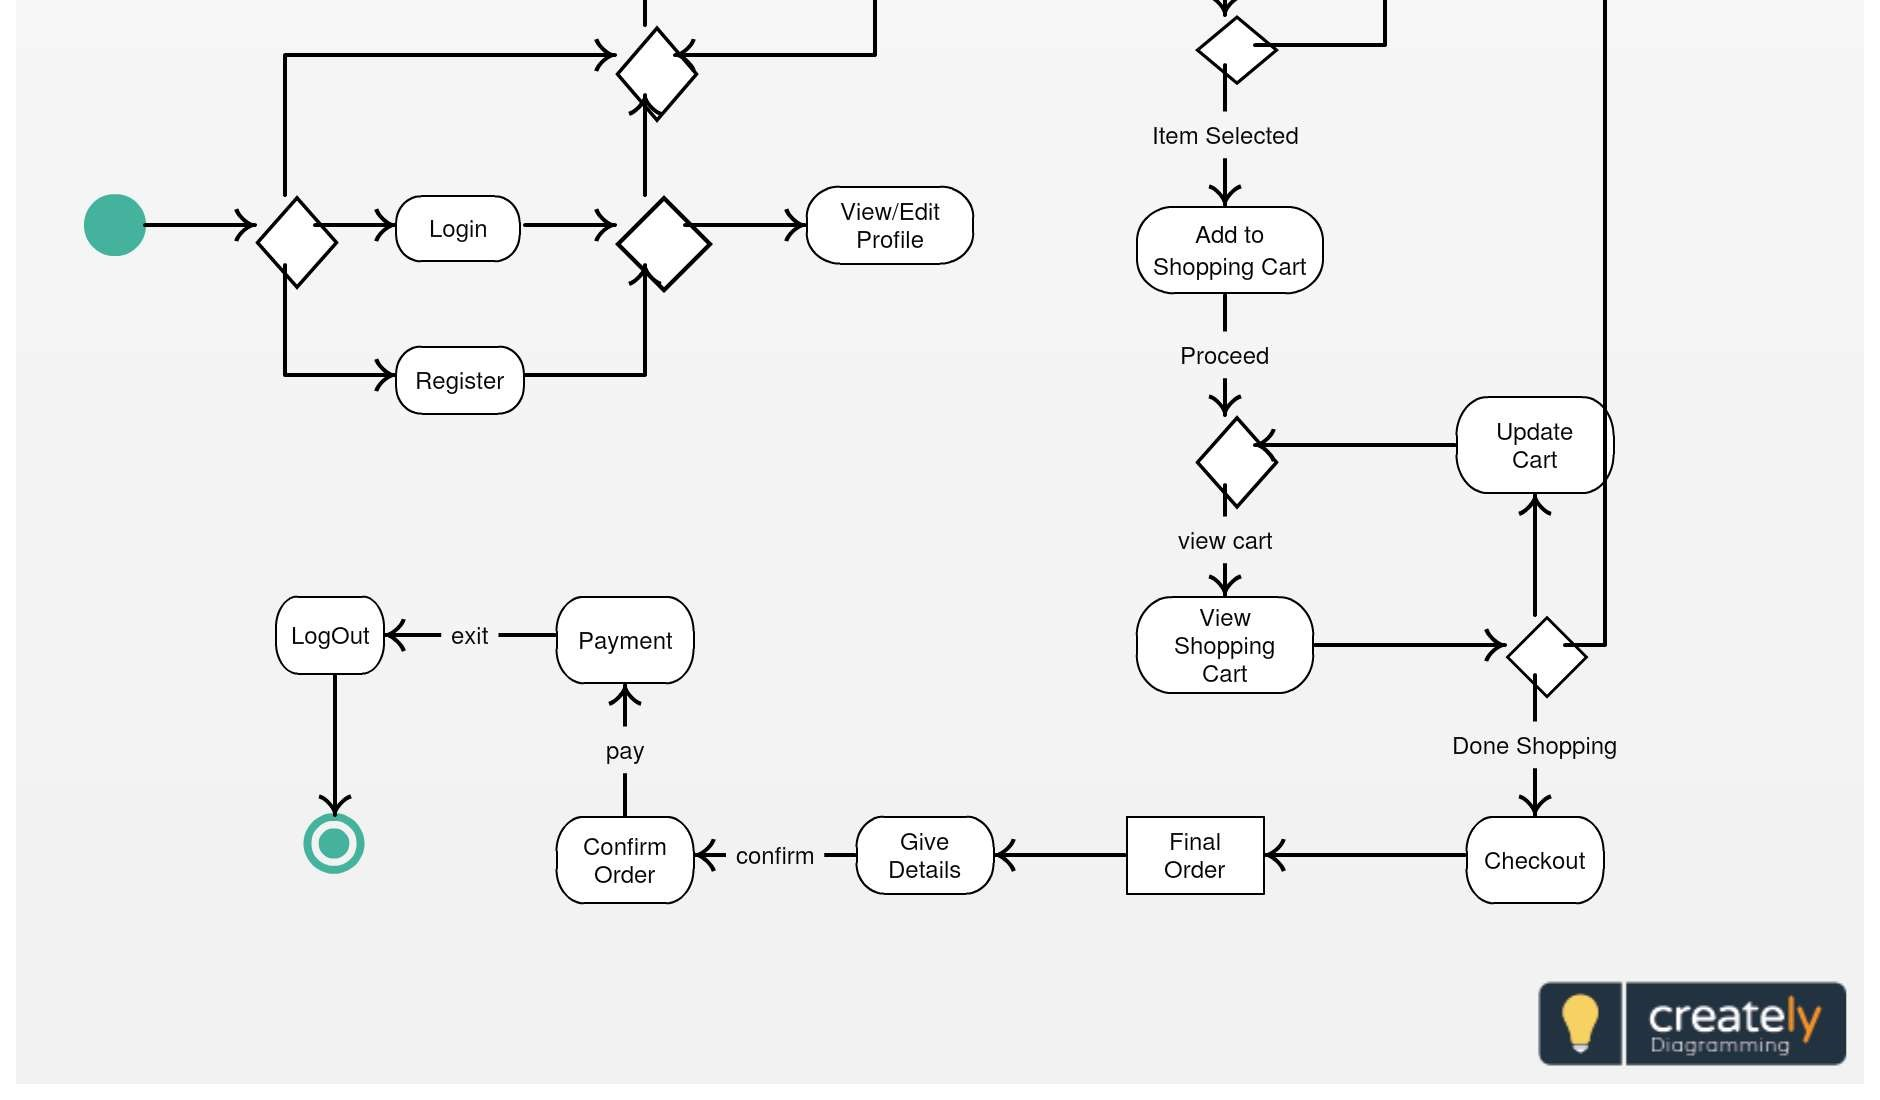 Item Selected
Login
View/Edit
Profile
Add to
Shopping Cart
Register
Proceed
Update
Cart
view cart
LogOut
exit
Payment
View
Shopping
Cart
pay
Done Shopping
Confirm
Order
confirm
Give
Details
Final
Order
Checkout
creately
Diagramming